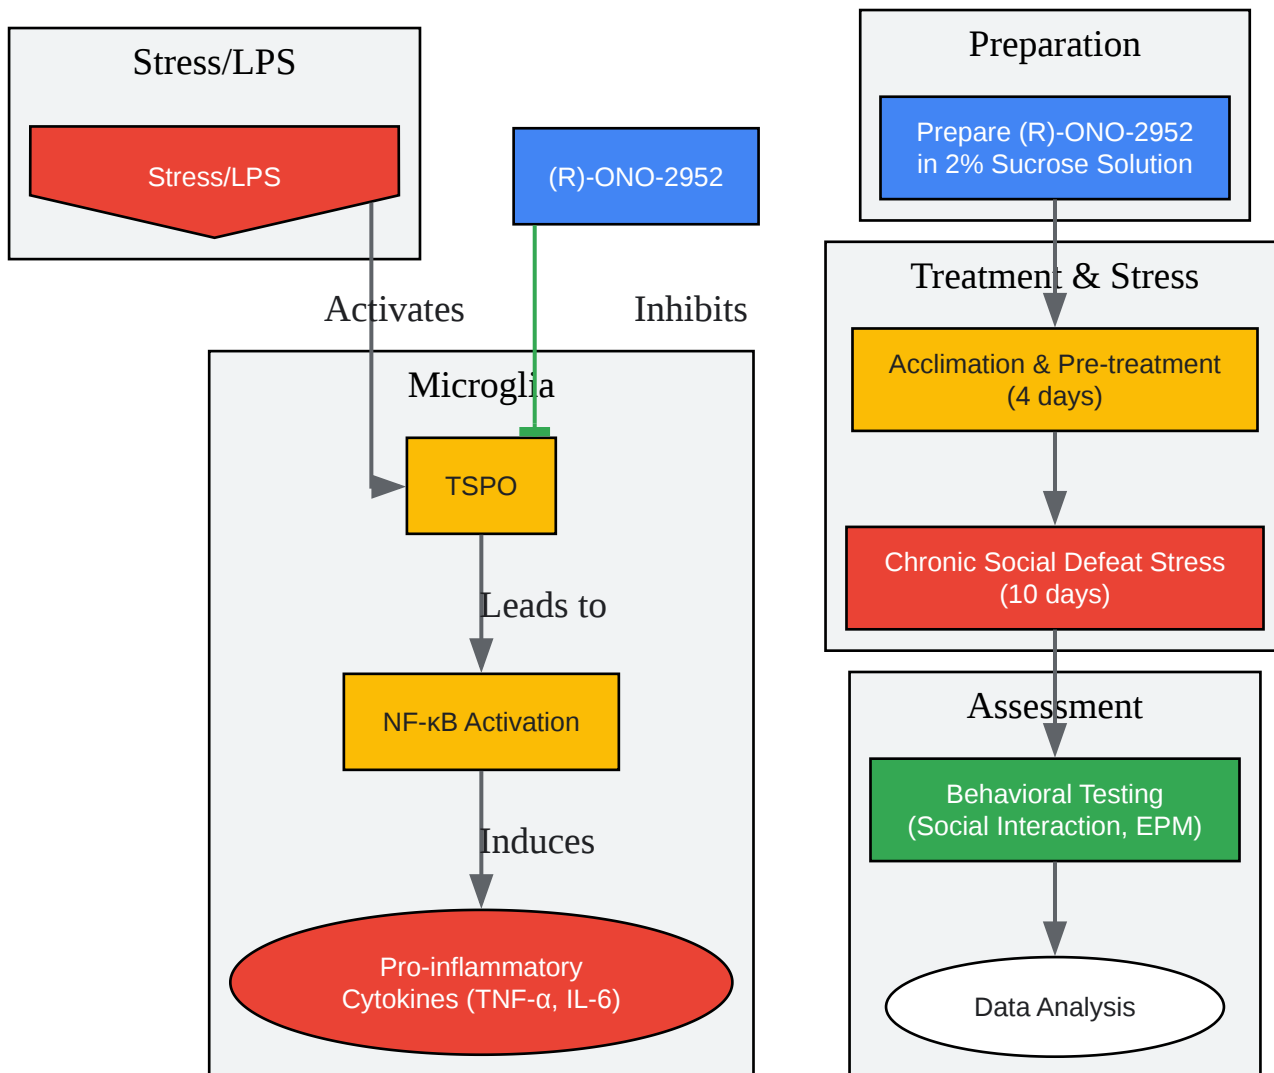 Stress/LPS
Stress/LPS
(R)-ONO-2952
Activates
Inhibits
Microglia
TSPO
Leads to
NF-κB Activation
Induces
Pro-inflammatory
Cytokines (TNF-α, IL-6)
Preparation
Prepare (R)-ONO-2952
in 2% Sucrose Solution
Treatment & Stress
Acclimation & Pre-treatment
(4 days)
Chronic Social Defeat Stress
(10 days)
Assessment
Behavioral Testing
(Social Interaction, EPM)
Data Analysis